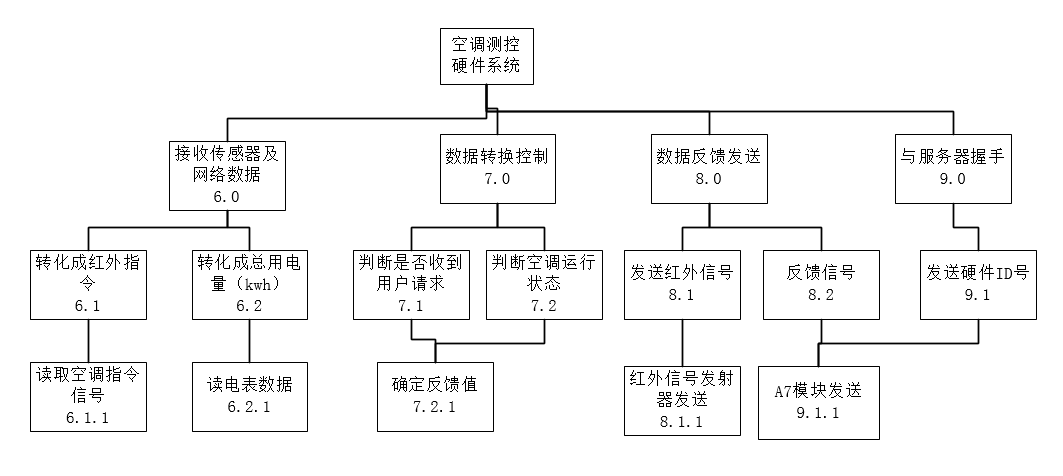 空调测控
硬件系统
接收传感器及
网络数据
6.0
数据转换控制
7.0
数据反馈发送
8.0
与服务器握手
9.0
转化成红外指
令
6.1
转化成总用电
量（kwh）
6.2
判断是否收到
用户请求
7.1
判断空调运行
状态
7.2
发送红外信号
8.1
反馈信号
8.2
发送硬件ID号
9.1
读取空调指令
信号
6.1.1
读电表数据
6.2.1
确定反馈值
7.2.1
红外信号发射
器发送
8.1.1
A7模块发送
9.1.1